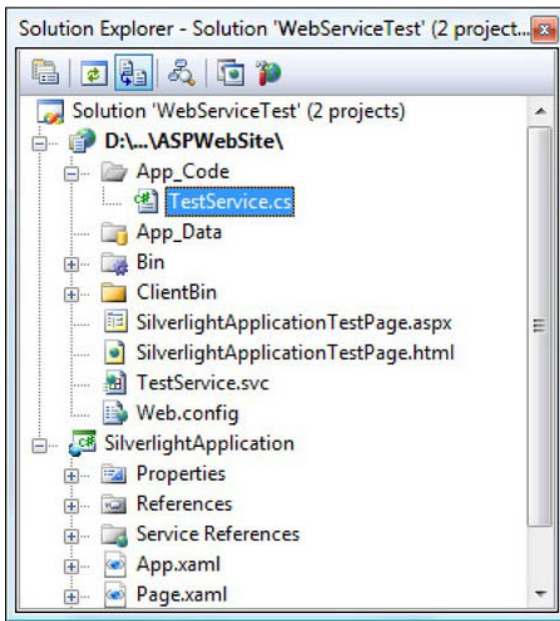 Solution Explorer - Solution 'WebServiceTest' (2 project...
Solution 'WebServiceTest' (2 projects)
D:\...\ASPWebSite\
App_Code
TestService.cs
App_Data
Bin
ClientBin
SilverlightApplicationTestPage.aspx
SilverlightApplicationTestPage.html
TestService.svc
Web.config
SilverlightApplication
Properties
References
Service References
App.xaml
Page.xaml